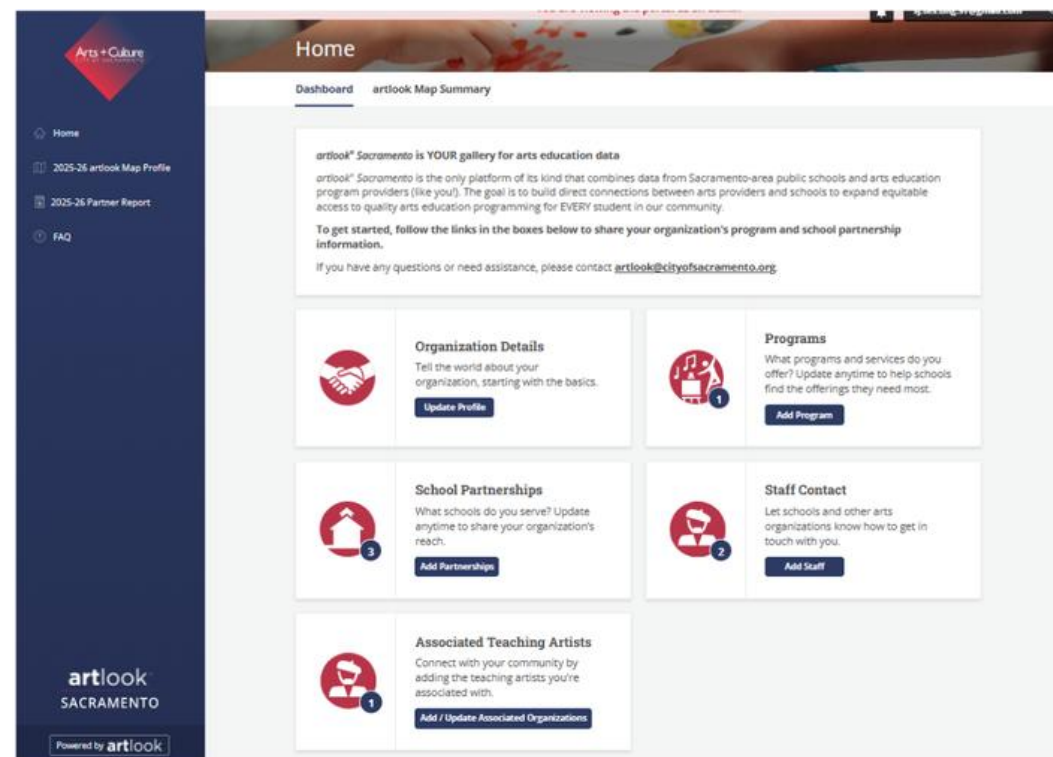 Arts + Culture
CITY OF SACRAMENTO
Home
Dashboard artlook Map Summary
Home
2025-26 artlook Map Profile
2025-26 Partner Report
FAQ
artlook® Sacramento is YOUR gallery for arts education data
artlook® Sacramento is the only platform of its kind that combines data from Sacramento-area public schools and arts education
program providers (like you!). The goal is to build direct connections between arts providers and schools to expand equitable
access to quality arts education programming for EVERY student in our community.
To get started, follow the links in the boxes below to share your organization's program and school partnership
information.
If you have any questions or need assistance, please contact artlook@cityofsacramento.org.
Organization Details
Tell the world about your
organization, starting with the basics.
Update Profile
Programs
What programs and services do you
offer? Update anytime to help schools
find the offerings they need most.
1
Add Program
School Partnerships
What schools do you serve? Update
anytime to share your organization's
reach.
3
Add Partnerships
Staff Contact
Let schools and other arts
organizations know how to get in
touch with you.
2
Add Staff
Associated Teaching Artists
Connect with your community by
adding the teaching artists you're
associated with.
1
Add / Update Associated Organizations
artlook
SACRAMENTO
Powered by artlook